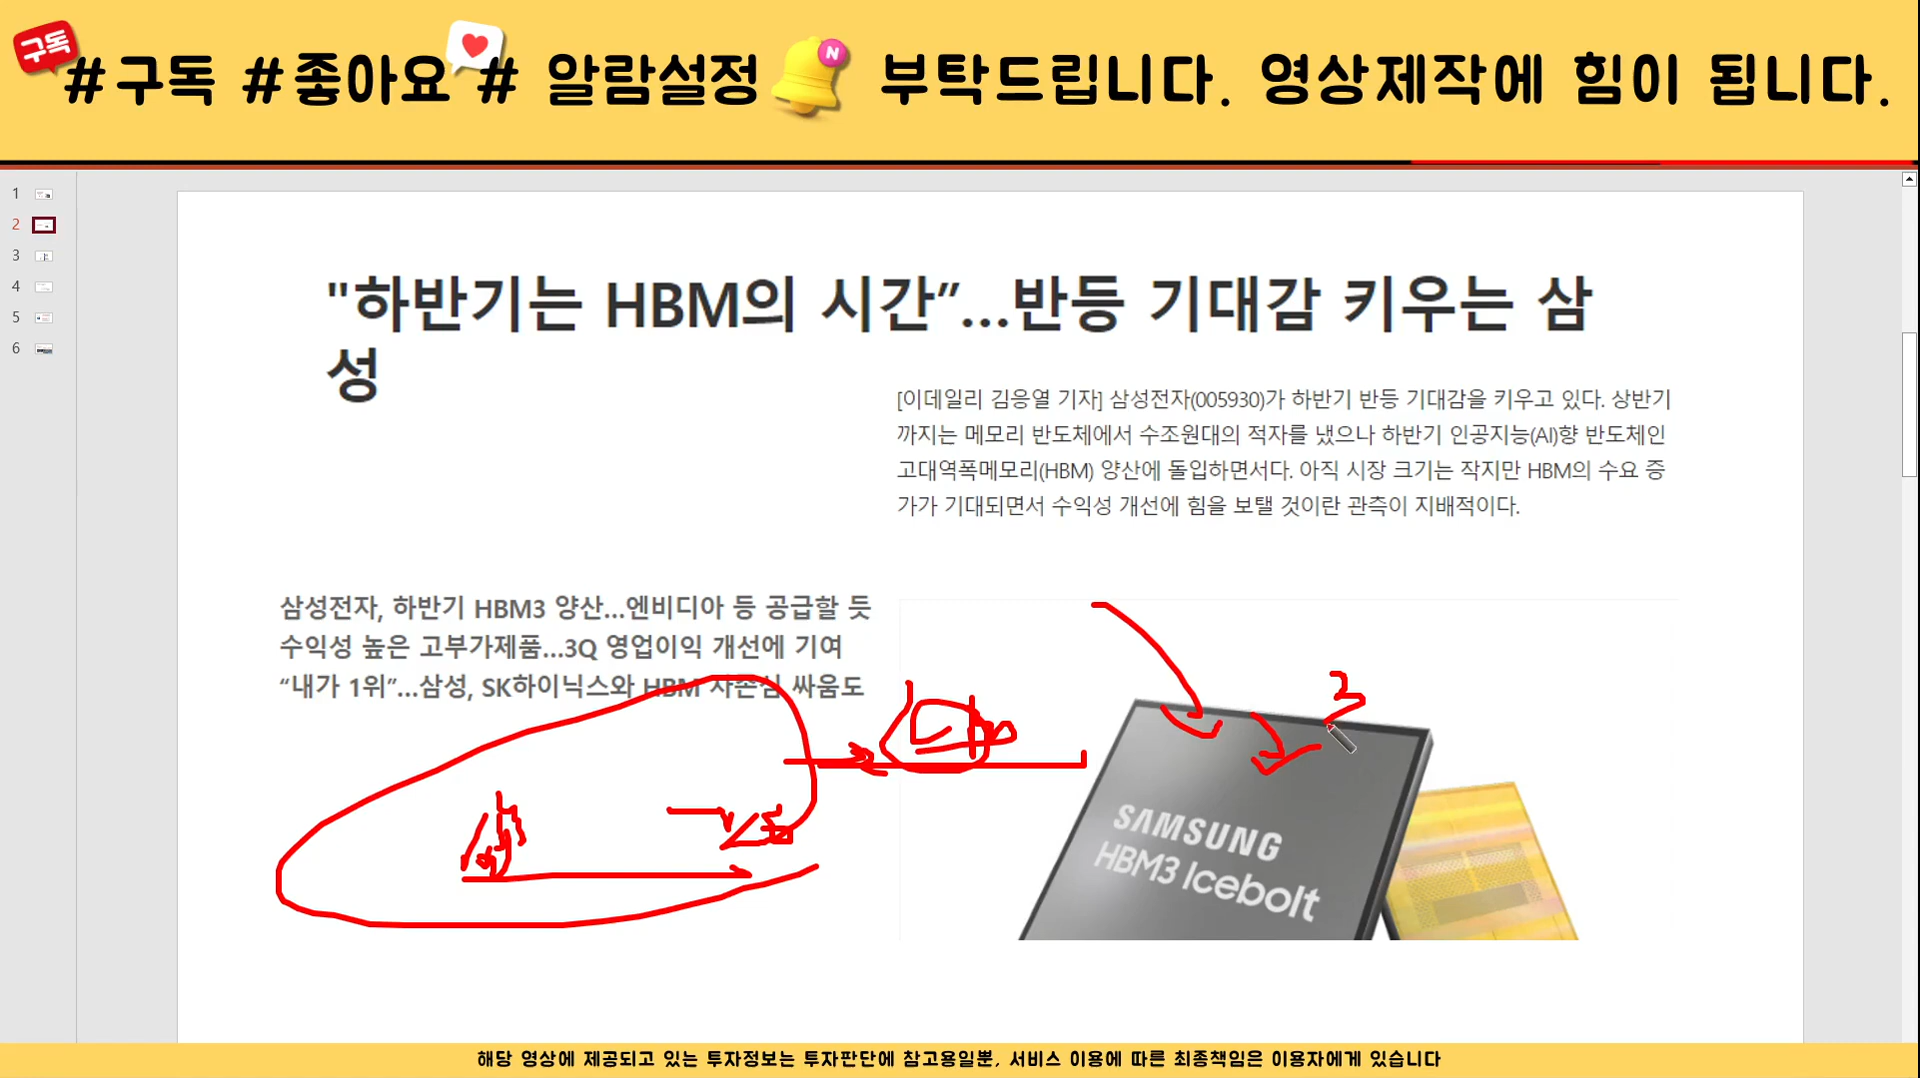 구독
#구독 #좋아요 # 알람설정 N 부탁드립니다. 영상제작에 힘이 됩니다.
1
2
3
4
5
6
"하반기는 HBM의 시간”...반등 기대감 키우는 삼
성
[이데일리 김응열 기자] 삼성전자(005930)가 하반기 반등 기대감을 키우고 있다. 상반기
까지는 메모리 반도체에서 수조원대의 적자를 냈으나 하반기 인공지능(AI)향 반도체인
고대역폭메모리(HBM) 양산에 돌입하면서다. 아직 시장 크기는 작지만 HBM의 수요 증
가가 기대되면서 수익성 개선에 힘을 보탤 것이란 관측이 지배적이다.
삼성전자, 하반기 HBM3 양산...엔비디아 등 공급할 듯
수익성 높은 고부가제품...3Q 영업이익 개선에 기여
“내가 1위”...삼성, SK하이닉스와 HBM 자존심 싸움도
SAMSUNG
HBM3 Icebolt
해당 영상에 제공되고 있는 투자정보는 투자판단에 참고용일뿐, 서비스 이용에 따른 최종책임은 이용자에게 있습니다